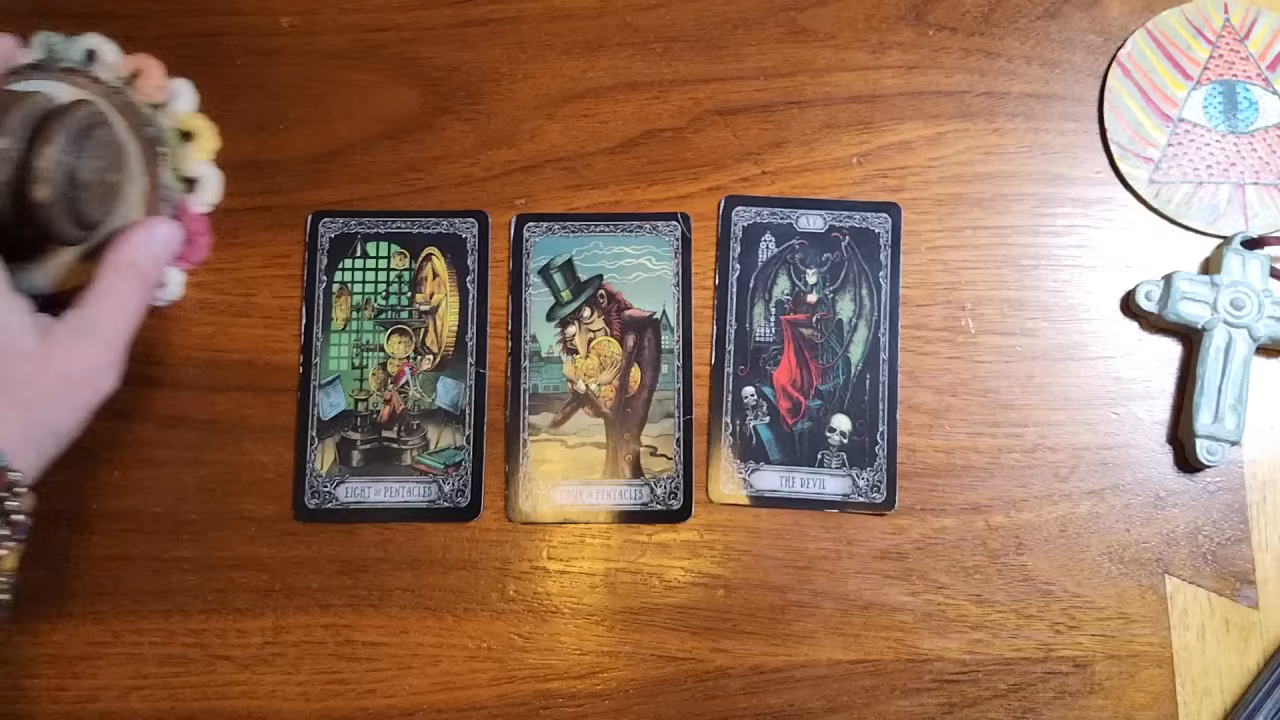 EIGHT OF PENTACLES
FOUR OF PENTACLES
XV
THE DEVIL